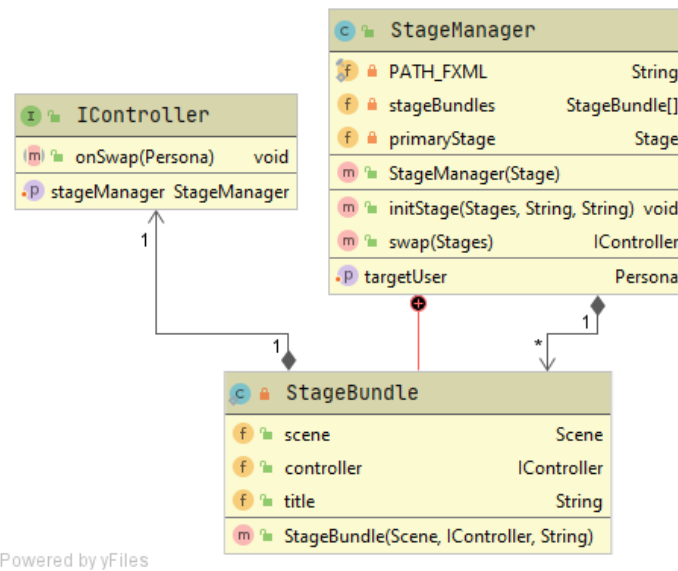 StageManager
PATH_FXML String
stageBundles StageBundle[]
primaryStage Stage
StageManager(Stage)
initStage(Stages, String, String) void
swap(Stages) IController
targetUser Persona
IController
onSwap(Persona) void
stageManager StageManager
1
1
1
*
StageBundle
scene Scene
controller IController
title String
StageBundle(Scene, IController, String)
Powered by yFiles